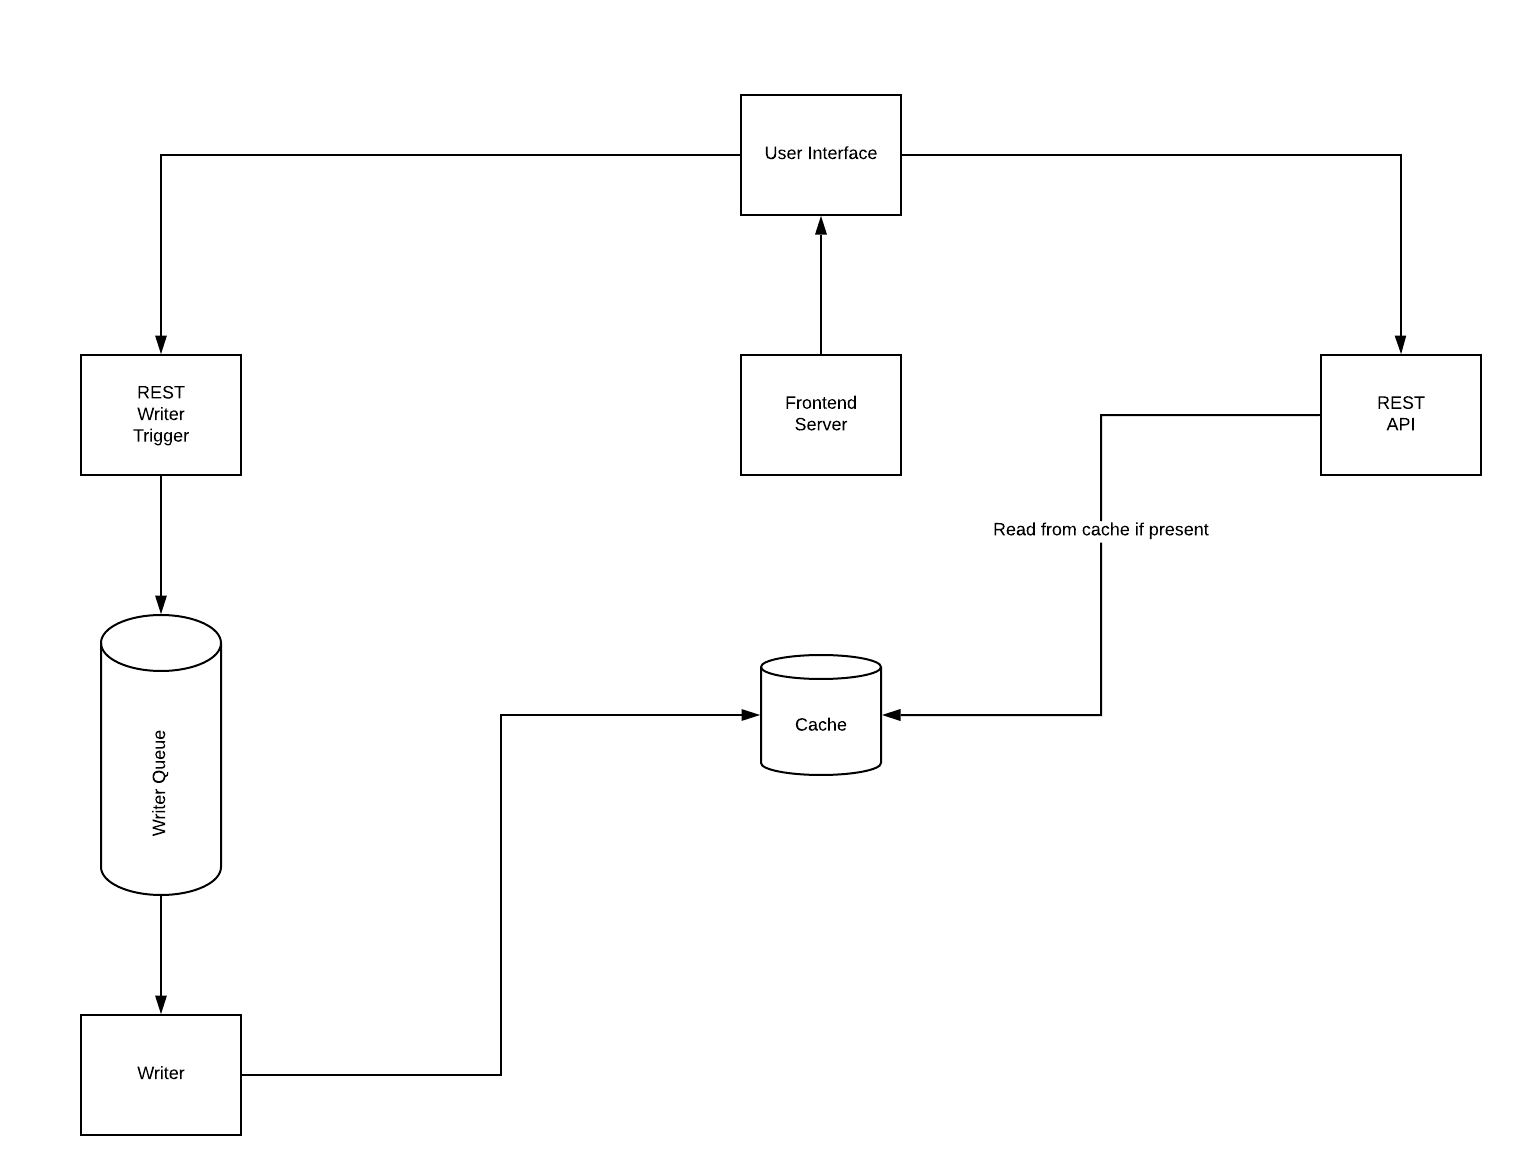 User Interface
REST
Writer
Trigger
Frontend
Server
REST
API
Read from cache if present
Cache
Writer Queue
Writer